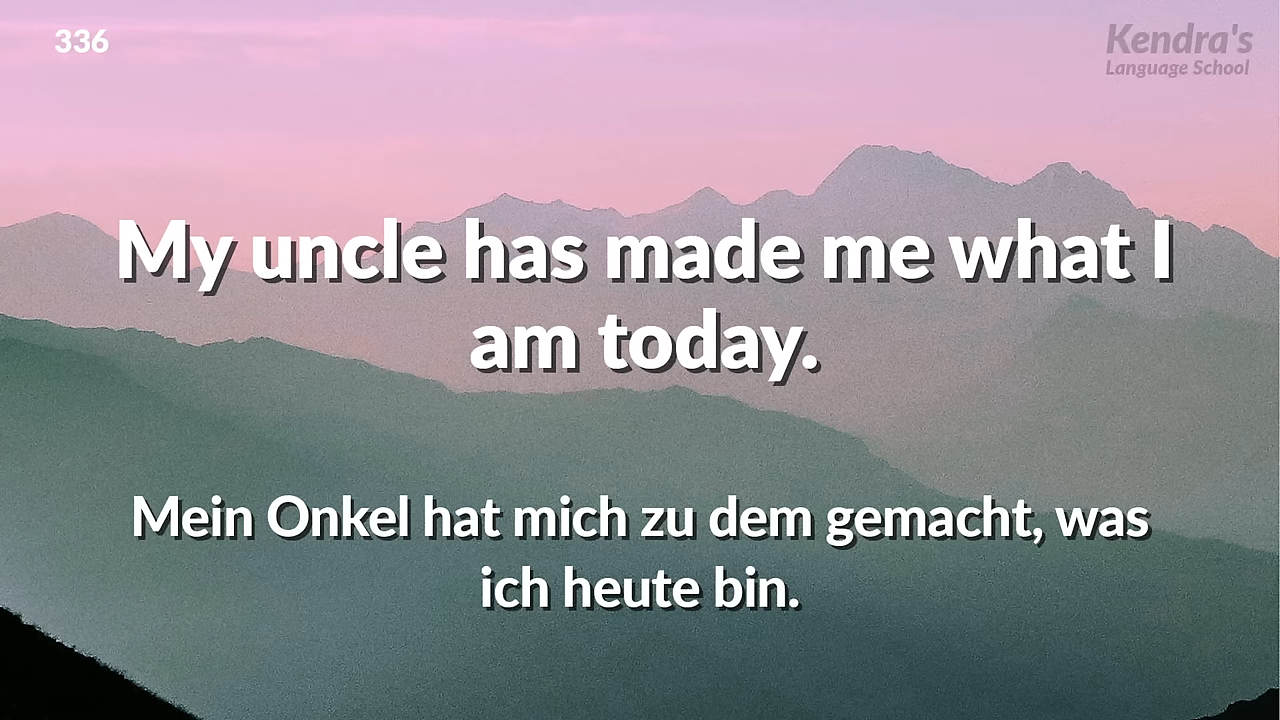 336
Kendra's
Language School
My uncle has made me what I
am today.
Mein Onkel hat mich zu dem gemacht, was
ich heute bin.